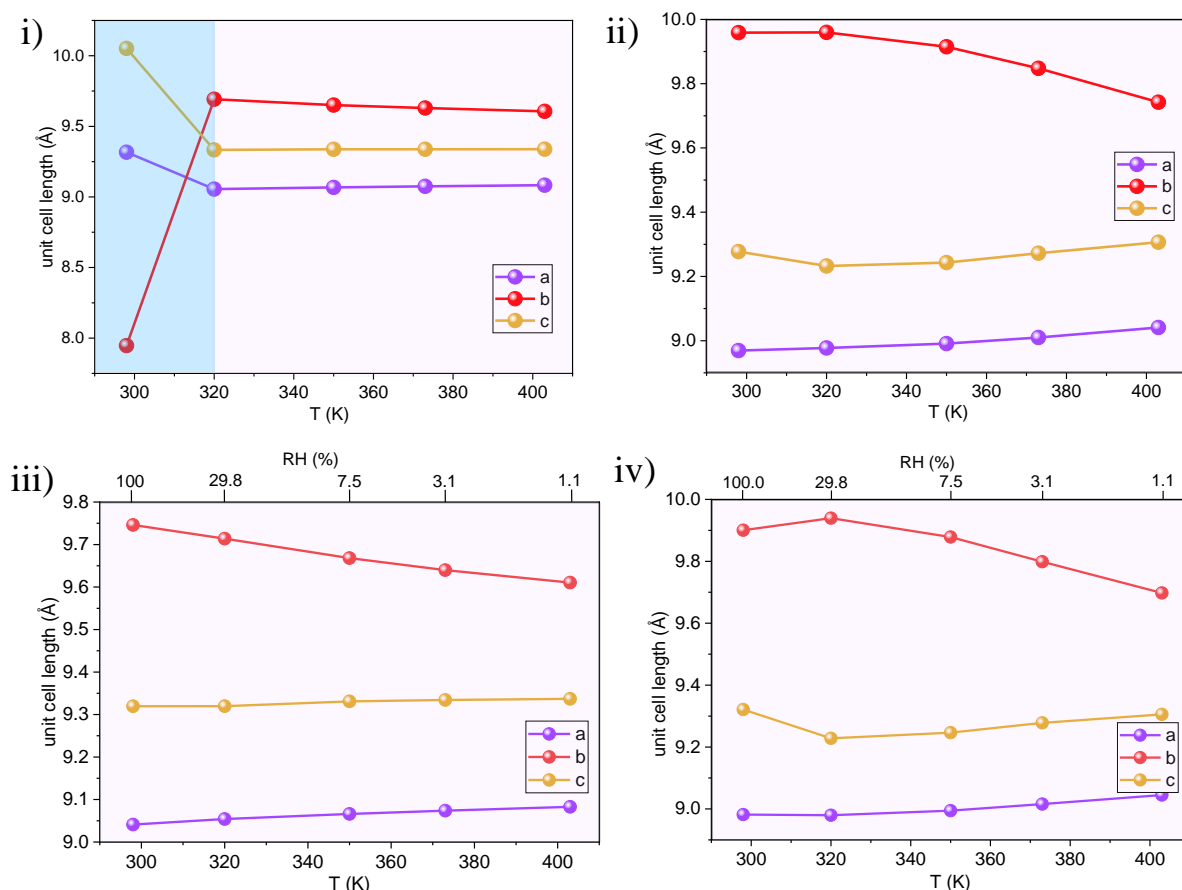 i)
10.0
9.5
9.0
8.5
8.0
unit cell length (Å)
a
b
c
300 320 340 360 380 400
T (K)
ii)
10.0
9.8
9.6
9.4
9.2
9.0
unit cell length (Å)
a
b
c
300 320 340 360 380 400
T (K)
iii)
RH (%)
100 29.8 7.5 3.1 1.1
9.8
9.7
9.6
9.5
9.4
9.3
9.2
9.1
9.0
unit cell length (Å)
a
b
c
300 320 340 360 380 400
T (K)
iv)
RH (%)
100.0 29.8 7.5 3.1 1.1
10.0
9.8
9.6
9.4
9.2
9.0
unit cell length (Å)
a
b
c
300 320 340 360 380 400
T (K)